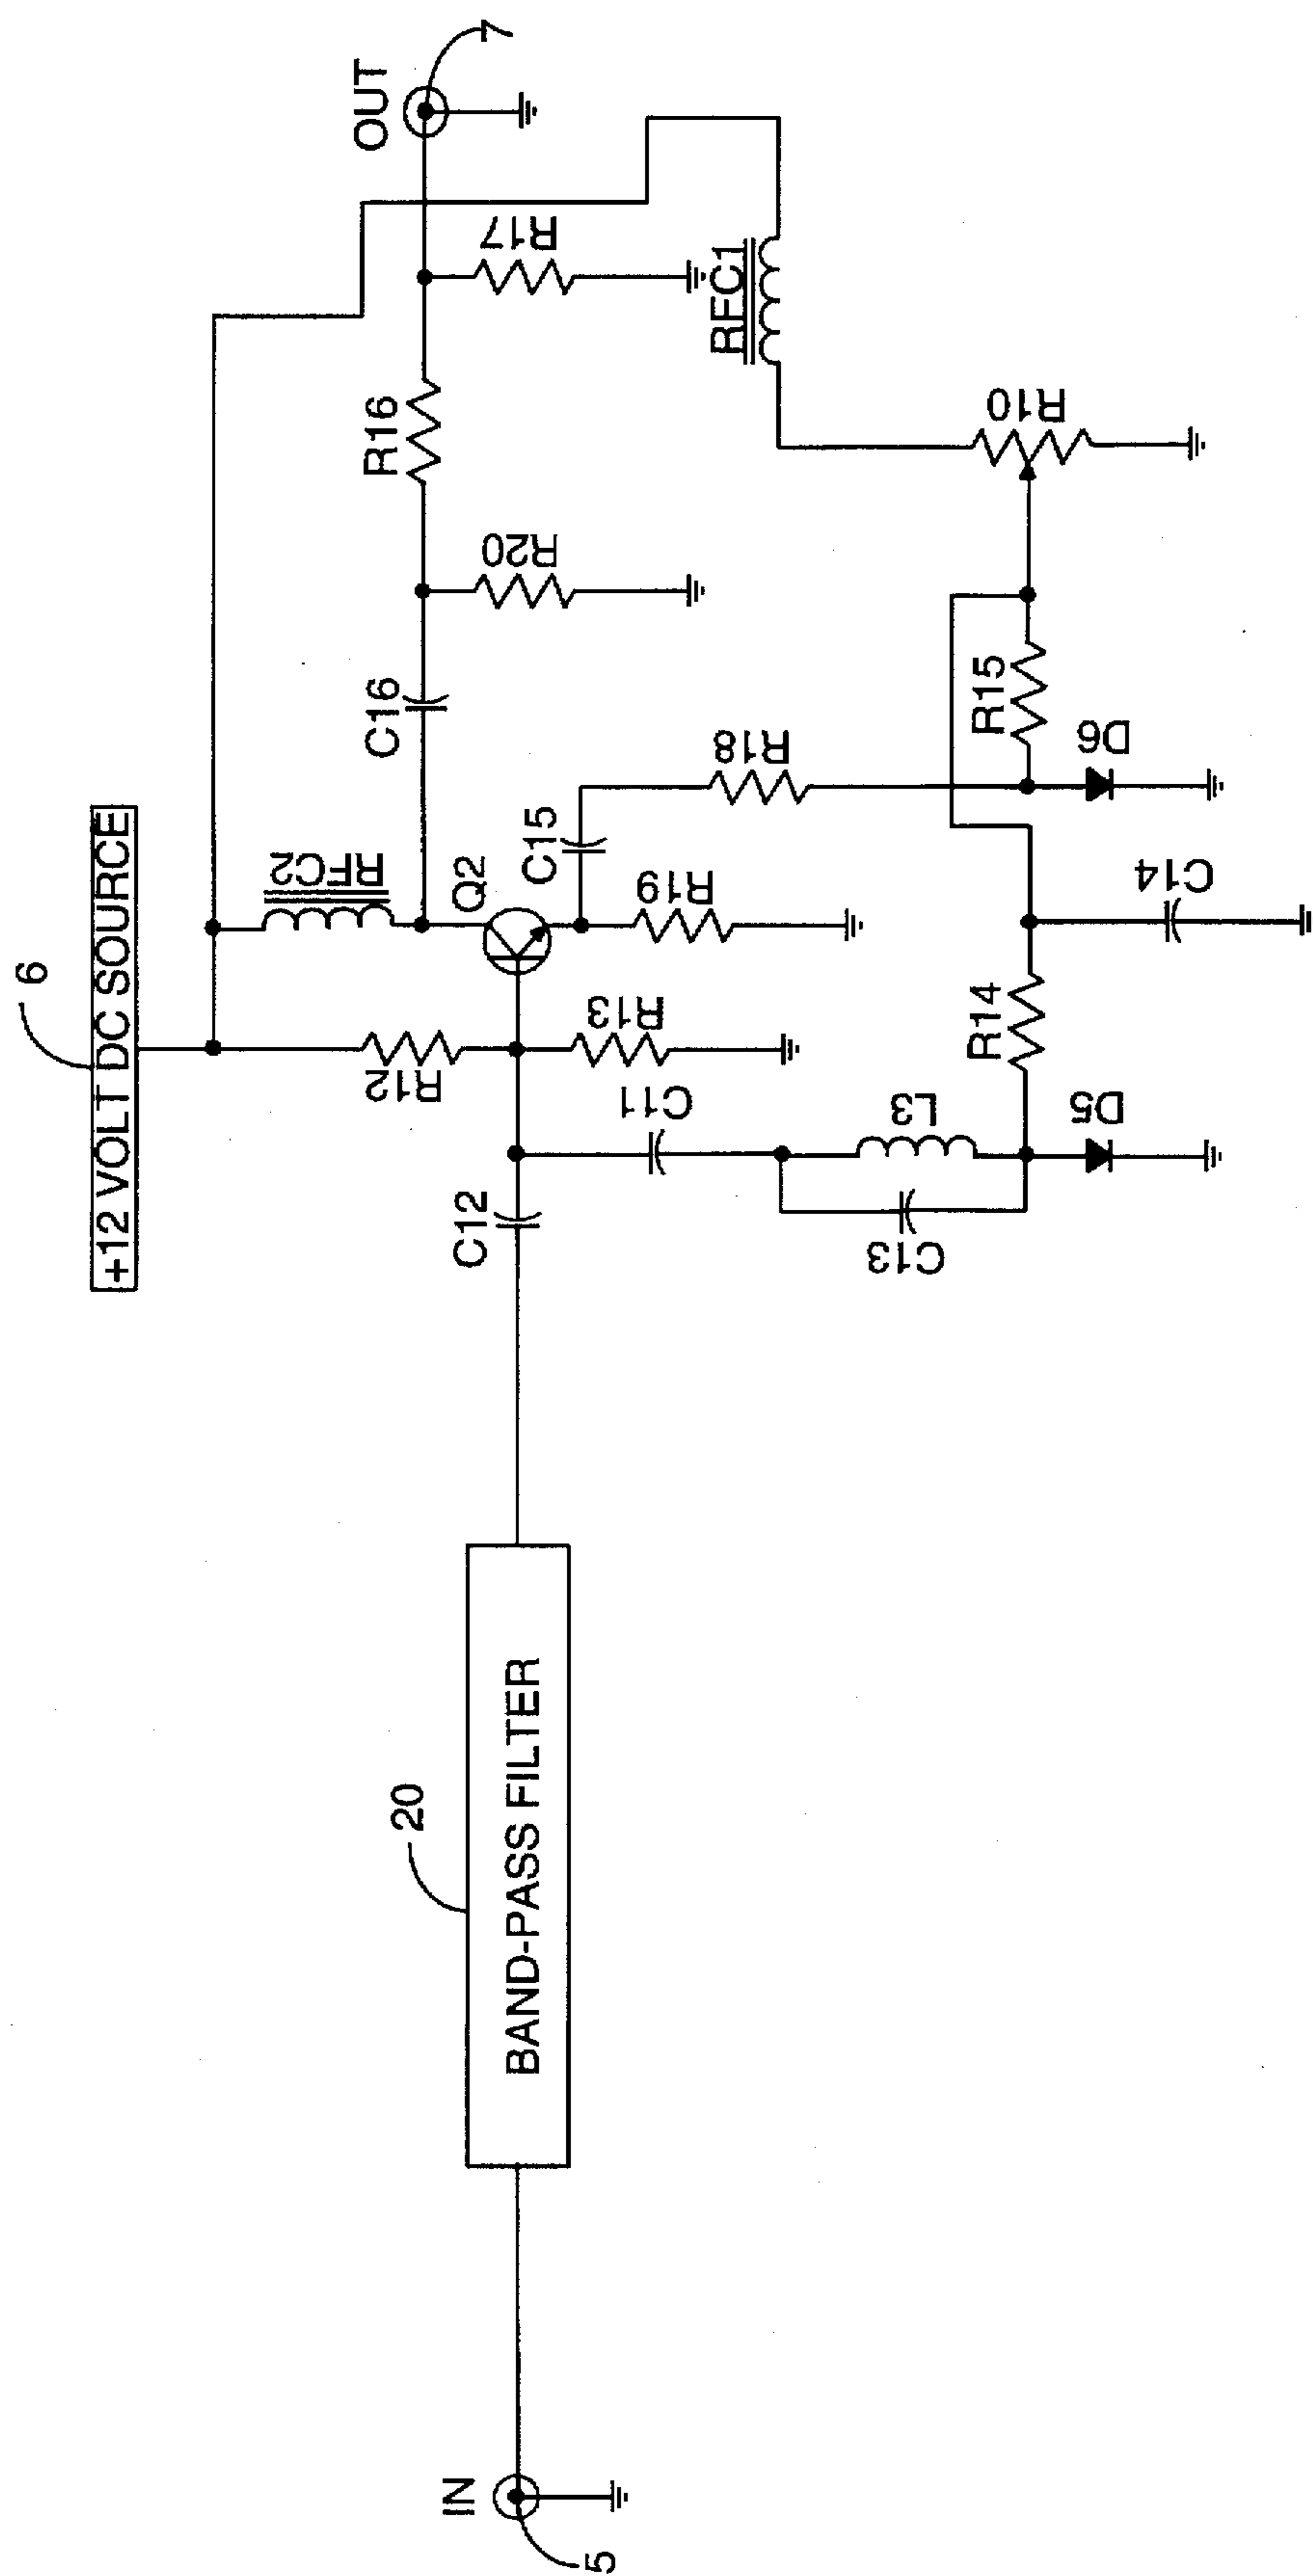 6
+12 VOLT DC SOURCE
OUT
7
RFC2
R12
C16
R16
R17
R20
Q2
C12
R13
C15
R19
R18
RFC1
C11
L3
C13
R14
R15
R10
D5
D6
C14
20
BAND-PASS FILTER
IN
5